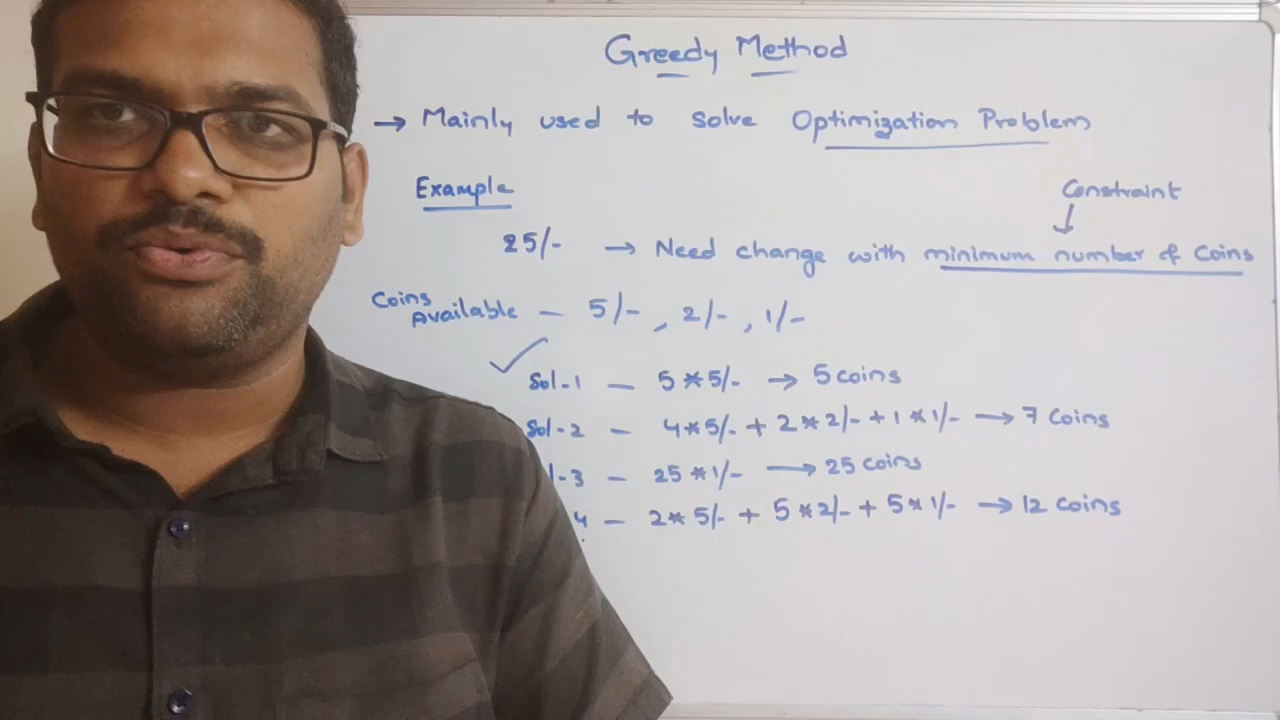 Greedy Method
→ Mainly used to solve Optimization Problem
Example
Constraint
25/- → Need change with minimum number of Coins
Coins
Available - 5/-, 2/-, 1/-
✓ Sol-1 - 5*5/- → 5 coins
Sol-2 - 4*5/- + 2*2/- + 1*1/- → 7 Coins
l-3 - 25*1/- → 25 coins
4 - 2*5/- + 5*2/- + 5*1/- → 12 coins